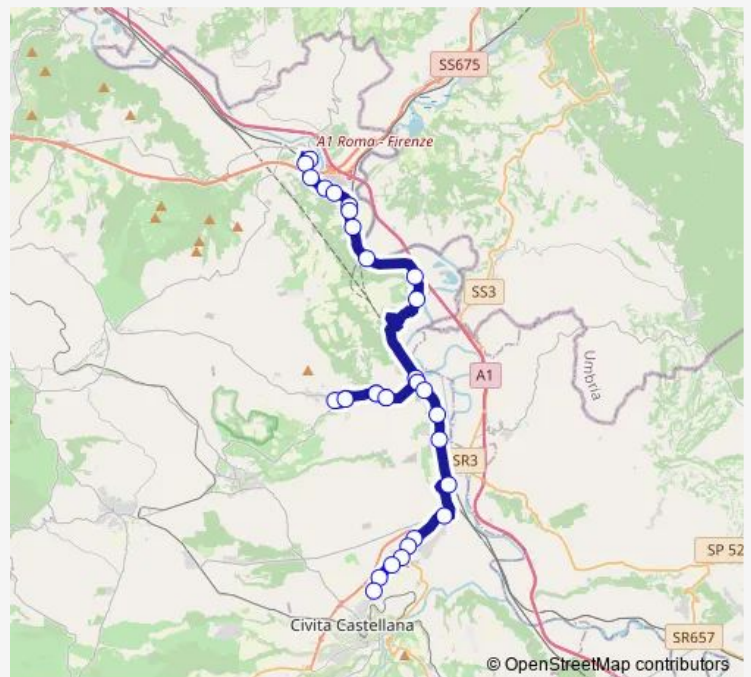 SS675
A1 Roma - Firenze
SS3
Umbria
A1
SR3
SP 52
Civita Castellana
SR657
© OpenStreetMap contributors